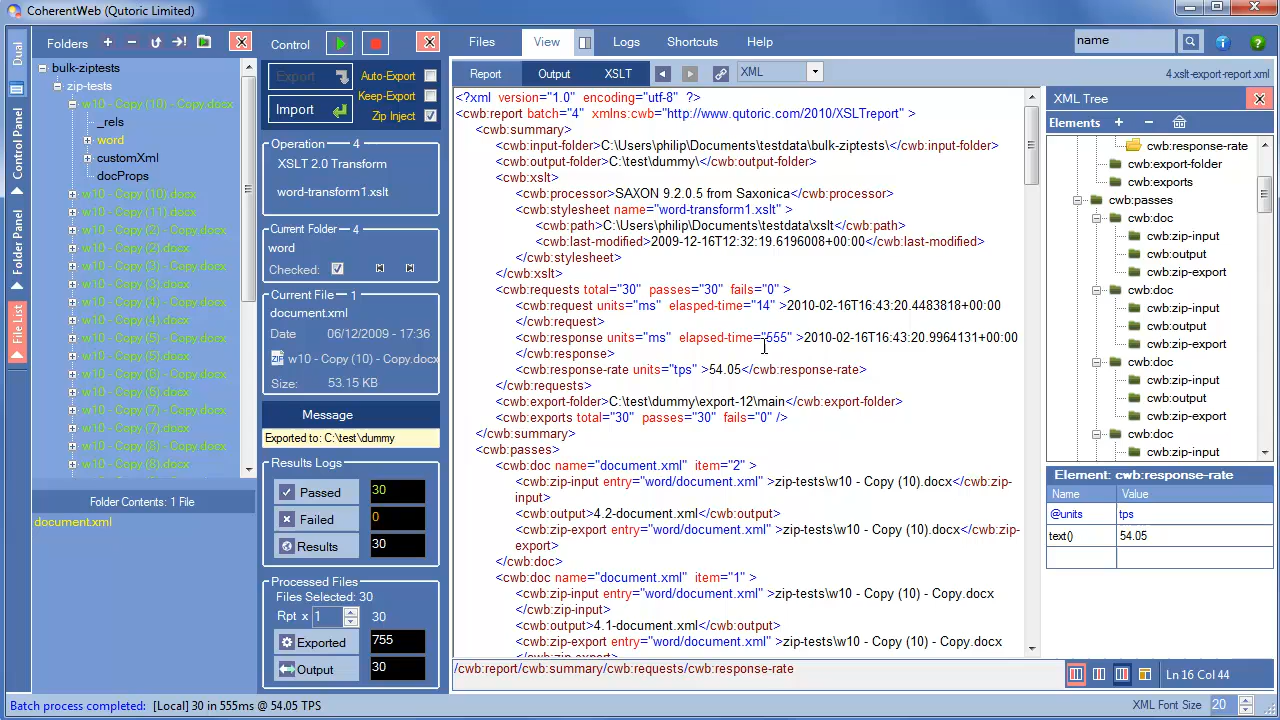 CoherentWeb (Qutoric Limited)
Dual
Control Panel
Folder Panel
File List
Folders
bulk-ziptests
zip-tests
w10 - Copy (10) - Copy.docx
_rels
word
customXml
docProps
w10 - Copy (10).docx
w10 - Copy (11).docx
w10 - Copy (2) - Copy.docx
w10 - Copy (2).docx
w10 - Copy (3) - Copy.docx
w10 - Copy (3).docx
w10 - Copy (4) - Copy.docx
w10 - Copy (4).docx
w10 - Copy (5) - Copy.docx
w10 - Copy (5).docx
w10 - Copy (6) - Copy.docx
w10 - Copy (6).docx
w10 - Copy (7) - Copy.docx
w10 - Copy (7).docx
w10 - Copy (8) - Copy.docx
w10 - Copy (8).docx
Folder Contents: 1 File
document.xml
Control
Export
Import
Auto-Export
Keep-Export
Zip Inject
Operation 4
XSLT 2.0 Transform
word-transform1.xslt
Current Folder 4
word
Checked:
Current File 1
document.xml
Date 06/12/2009 - 17:36
ZIP w10 - Copy (10) - Copy.docx
Size: 53.15 KB
Message
Exported to: C:\test\dummy
Results Logs
Passed 30
Failed 0
Results 30
Processed Files
Files Selected: 30
Rpt x 1 30
Exported 755
Output 30
Files View Logs Shortcuts Help
name
Report Output XSLT XML
4.xslt-export-report.xml
<?xml version="1.0" encoding="utf-8" ?>
<cwb:report batch="4" xmlns:cwb="http://www.qutoric.com/2010/XSLTreport" >
<cwb:summary>
<cwb:input-folder>C:\Users\philip\Documents\testdata\bulk-ziptests\</cwb:input-folder>
<cwb:output-folder>C:\test\dummy\</cwb:output-folder>
<cwb:xslt>
<cwb:processor>SAXON 9.2.0.5 from Saxonica</cwb:processor>
<cwb:stylesheet name="word-transform1.xslt" >
<cwb:path>C:\Users\philip\Documents\testdata\xslt</cwb:path>
<cwb:last-modified>2009-12-16T12:32:19.6196008+00:00</cwb:last-modified>
</cwb:stylesheet>
</cwb:xslt>
<cwb:requests total="30" passes="30" fails="0" >
<cwb:request units="ms" elasped-time="14" >2010-02-16T16:43:20.4483818+00:00
</cwb:request>
<cwb:response units="ms" elapsed-time="555" >2010-02-16T16:43:20.9964131+00:00
</cwb:response>
<cwb:response-rate units="tps" >54.05</cwb:response-rate>
</cwb:requests>
<cwb:export-folder>C:\test\dummy\export-12\main</cwb:export-folder>
<cwb:exports total="30" passes="30" fails="0" />
</cwb:summary>
<cwb:passes>
<cwb:doc name="document.xml" item="2" >
<cwb:zip-input entry="word/document.xml" >zip-tests\w10 - Copy (10).docx</cwb:zip-
input>
<cwb:output>4.2-document.xml</cwb:output>
<cwb:zip-export entry="word/document.xml" >zip-tests\w10 - Copy (10).docx</cwb:zip-
export>
</cwb:doc>
<cwb:doc name="document.xml" item="1" >
<cwb:zip-input entry="word/document.xml" >zip-tests\w10 - Copy (10) - Copy.docx
</cwb:zip-input>
<cwb:output>4.1-document.xml</cwb:output>
<cwb:zip-export entry="word/document.xml" >zip-tests\w10 - Copy (10) - Copy.docx
</cwb:zip-export>
/cwb:report/cwb:summary/cwb:requests/cwb:response-rate
Ln 16 Col 44
XML Tree
Elements
cwb:response-rate
cwb:export-folder
cwb:exports
cwb:passes
cwb:doc
cwb:zip-input
cwb:output
cwb:zip-export
cwb:doc
cwb:zip-input
cwb:output
cwb:zip-export
cwb:doc
cwb:zip-input
cwb:output
cwb:zip-export
cwb:doc
cwb:zip-input
Element: cwb:response-rate
Name Value
@units tps
text() 54.05
Batch process completed: [Local] 30 in 555ms @ 54.05 TPS
XML Font Size 20